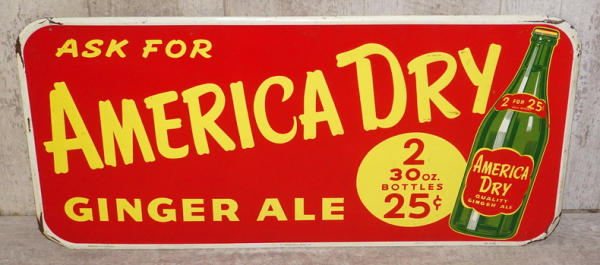 ASK FOR
AMERICA DRY
GINGER ALE
2
30 OZ.
BOTTLES
25¢
2 FOR 25¢
AMERICA
DRY
QUALITY
GINGER ALE